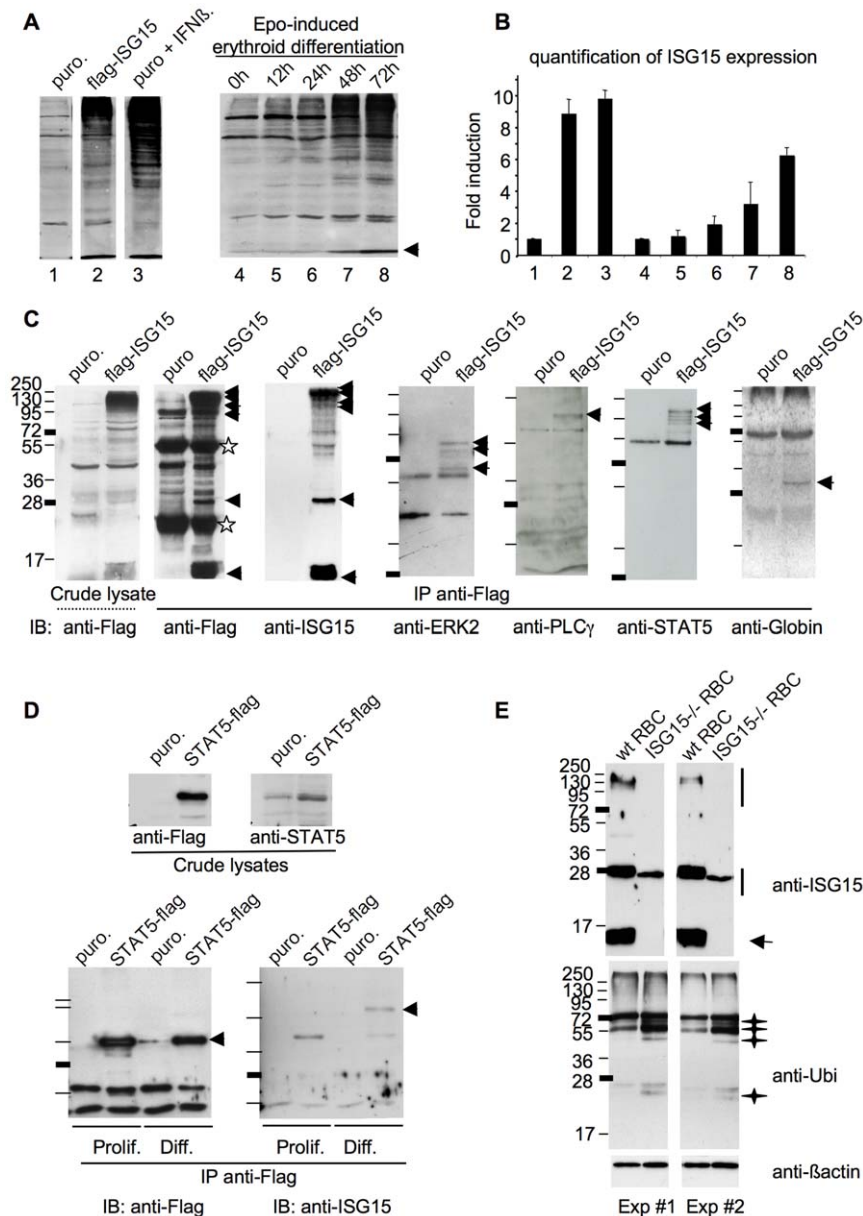 A
puro.
flag-ISG15
puro + IFNß.
Epo-induced
erythroid differentiation
0h
12h
24h
48h
72h
1 2 3 4 5 6 7 8
B
quantification of ISG15 expression
Fold induction
10
8
6
4
2
0
1 2 3 4 5 6 7 8
C
puro.
flag-ISG15
puro
flag-ISG15
puro
flag-ISG15
puro
flag-ISG15
puro
flag-ISG15
puro
flag-ISG15
puro
flag-ISG15
250
130
95
72
55
36
28
17
Crude lysate
IP anti-Flag
IB: anti-Flag anti-Flag anti-ISG15 anti-ERK2 anti-PLCγ anti-STAT5 anti-Globin
D
puro.
STAT5-flag
puro.
STAT5-flag
anti-Flag anti-STAT5
Crude lysates
puro.
STAT5-flag
puro.
STAT5-flag
puro.
STAT5-flag
puro.
STAT5-flag
Prolif. Diff. Prolif. Diff.
IP anti-Flag
IB: anti-Flag IB: anti-ISG15
E
wt RBC
ISG15-/- RBC
wt RBC
ISG15-/- RBC
250
130
95
72
55
36
28
17
anti-ISG15
250
130
95
72
55
36
28
17
anti-Ubi
anti-ßactin
Exp #1 Exp #2